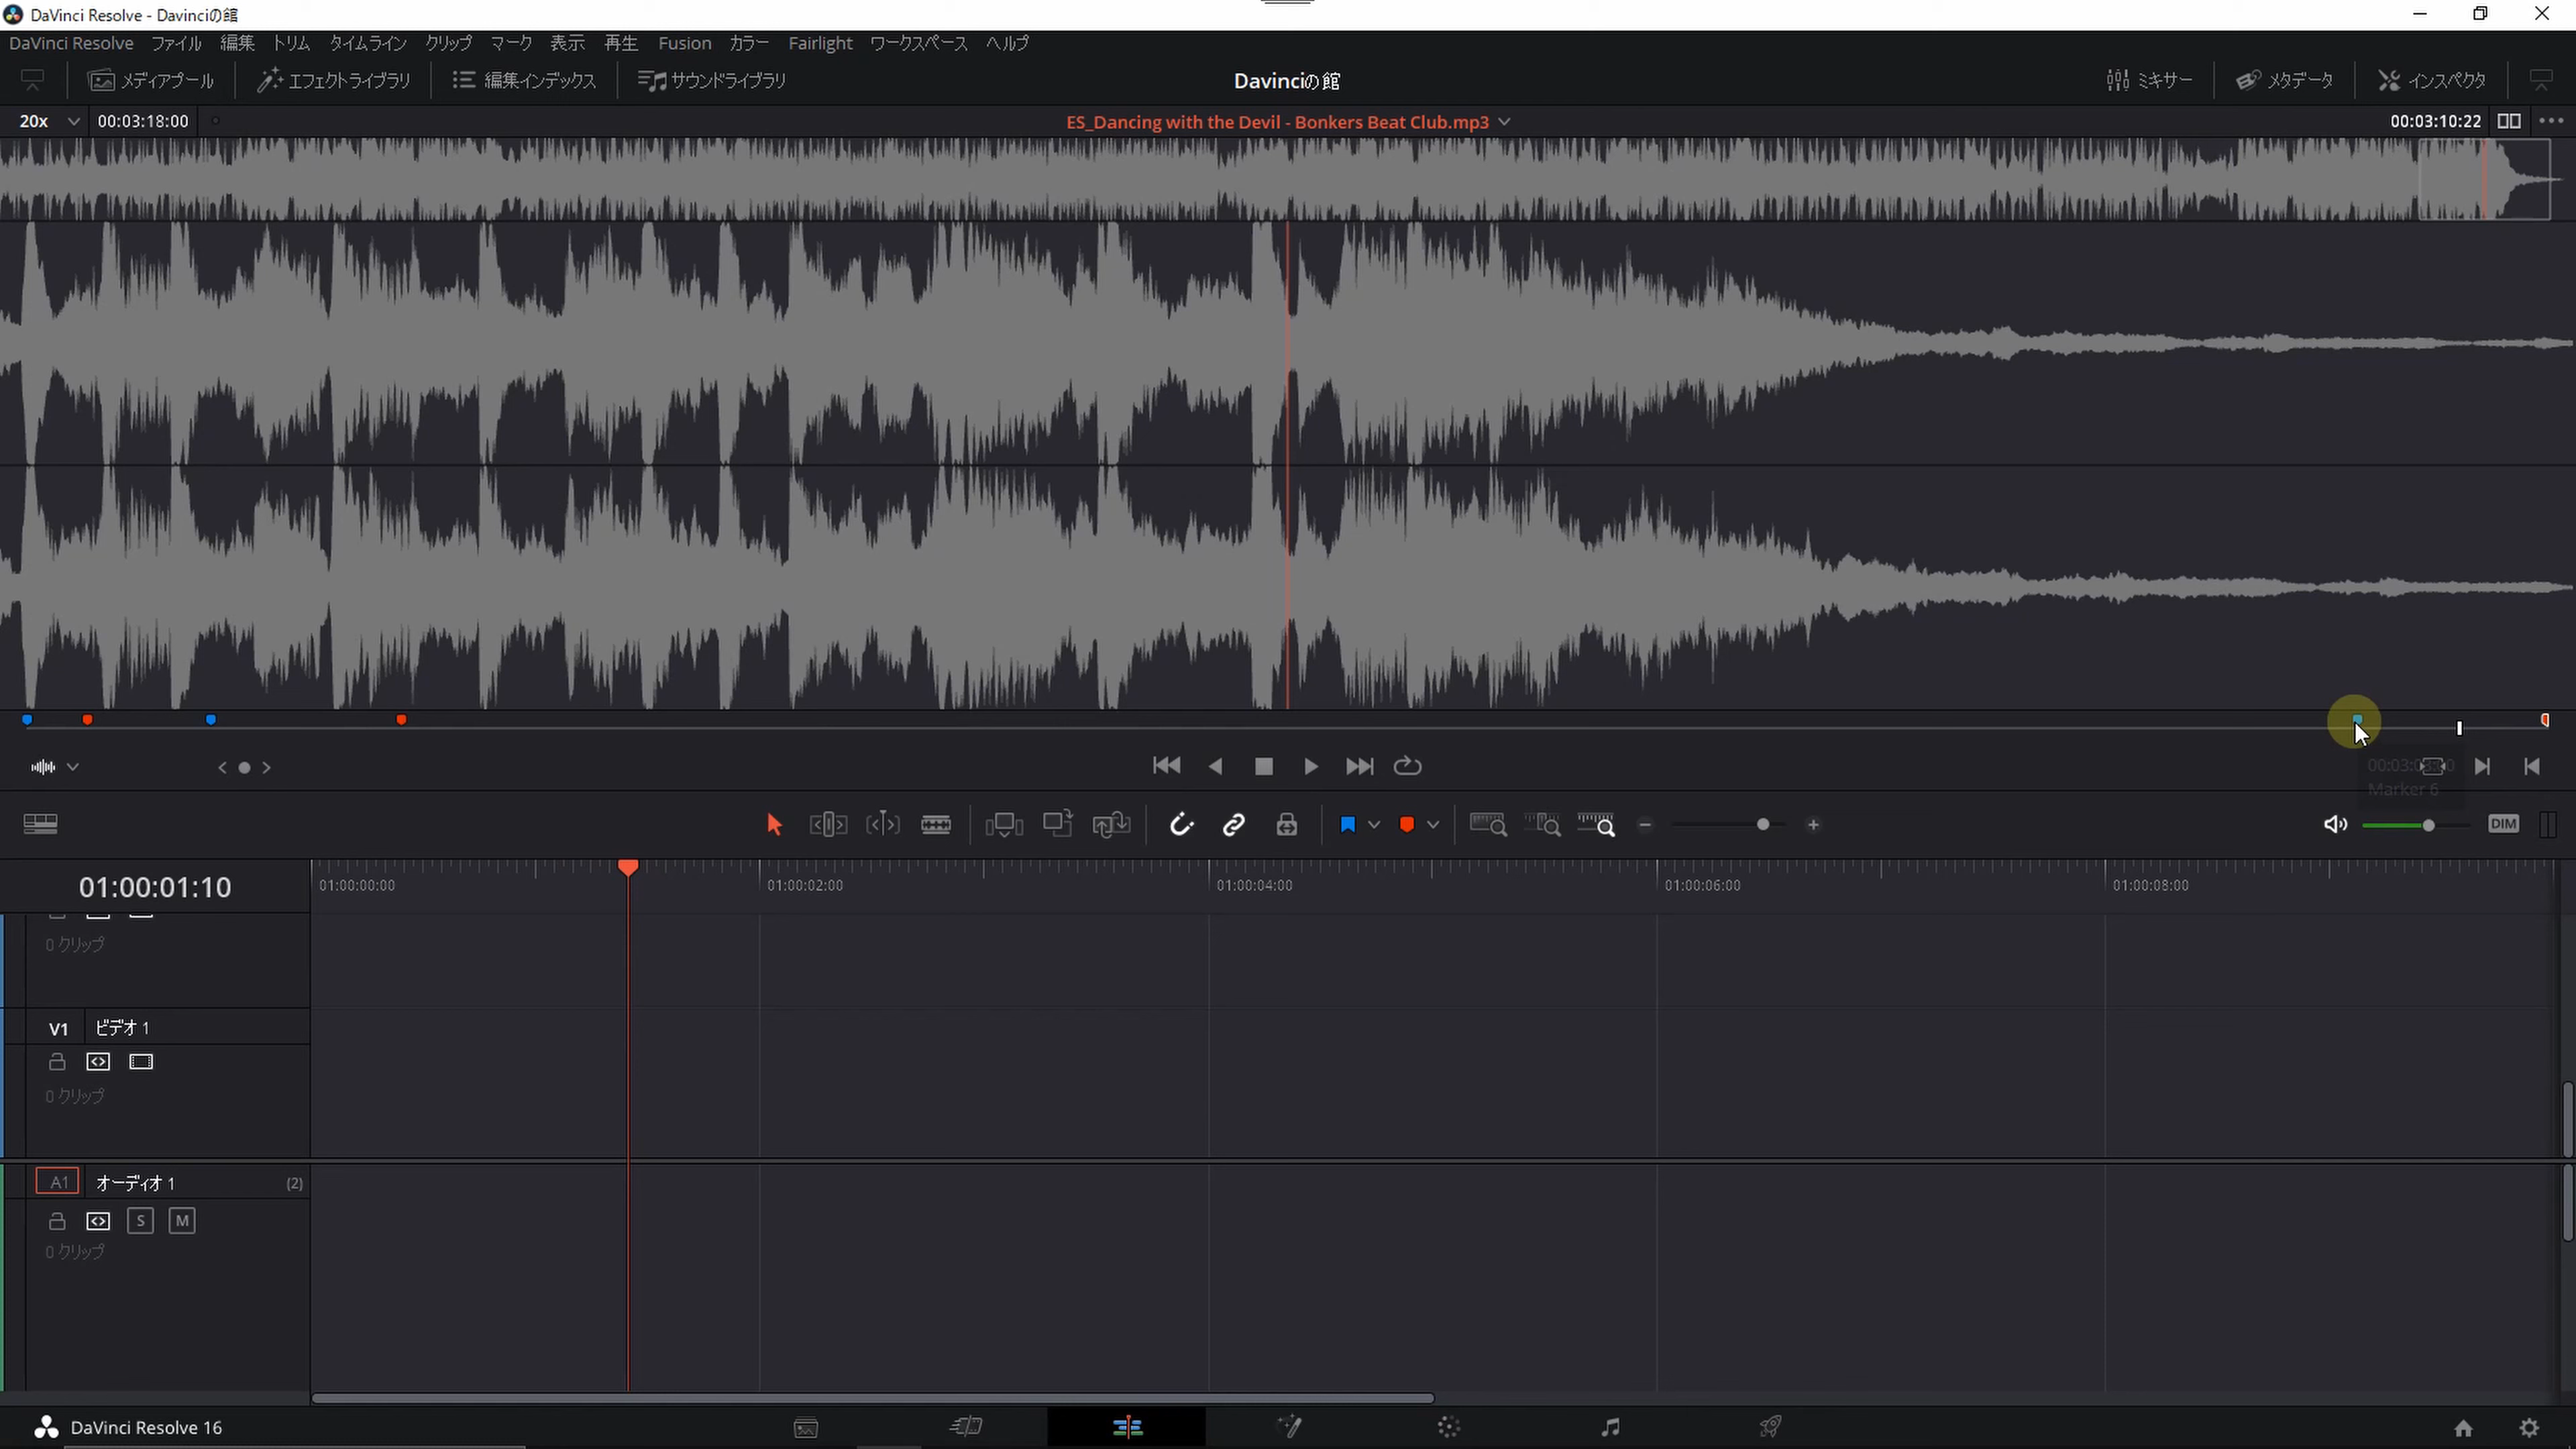 DaVinci Resolve - Davinciの館
DaVinci Resolve ファイル 編集 トリム タイムライン クリップ マーク 表示 再生 Fusion カラー Fairlight ワークスペース ヘルプ
メディアプール エフェクトライブラリ 編集インデックス サウンドライブラリ Davinciの館 ミキサー メタデータ インスペクタ
20x 00:03:18:00 ES_Dancing with the Devil - Bonkers Beat Club.mp3 00:03:10:22
Marker 6
DIM
01:00:01:10 01:00:00:00 01:00:02:00 01:00:04:00 01:00:06:00 01:00:08:00
0 クリップ
V1 ビデオ 1
0 クリップ
A1 オーディオ 1 (2)
S M
0 クリップ
DaVinci Resolve 16